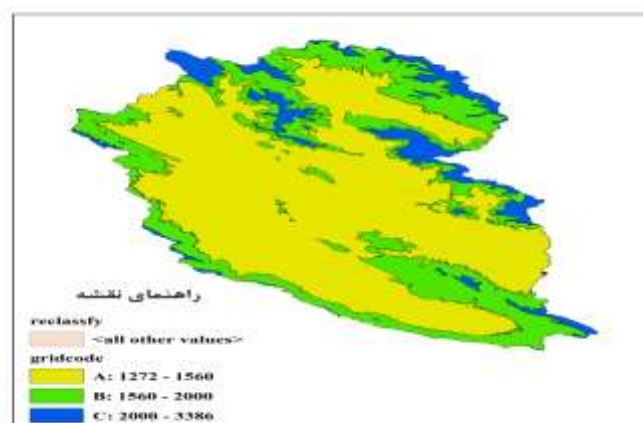 راهنمای نقشه
reclassfy
<all other values>
gridcode
A: 1272 - 1560
B: 1560 - 2000
C: 2000 - 3386